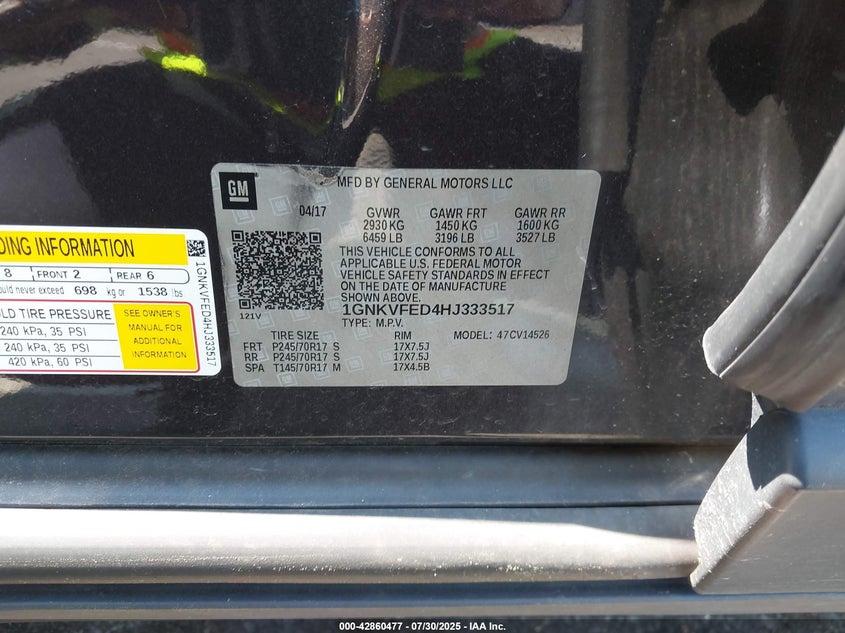 GM
MFD BY GENERAL MOTORS LLC
04/17 GVWR GAWR FRT GAWR RR
2930 KG 1450 KG 1600 KG
6459 LB 3196 LB 3527 LB
THIS VEHICLE CONFORMS TO ALL
APPLICABLE U.S. FEDERAL MOTOR
VEHICLE SAFETY STANDARDS IN EFFECT
ON THE DATE OF MANUFACTURE
SHOWN ABOVE.
121V
1GNKVFED4HJ333517
TYPE: M.P.V.
TIRE SIZE RIM MODEL: 47CV14526
FRT P245/70R17 S 17X7.5J
RR P245/70R17 S 17X7.5J
SPA T145/70R17 M 17X4.5B
DING INFORMATION
8 FRONT 2 REAR 6
ould never exceed 698 kg or 1538 lbs
LD TIRE PRESSURE
240 kPa, 35 PSI
240 kPa, 35 PSI
420 kPa, 60 PSI
SEE OWNER'S
MANUAL FOR
ADDITIONAL
INFORMATION
1GNKVFED4HJ333517
000-42860477 - 07/30/2025 - IAA Inc.